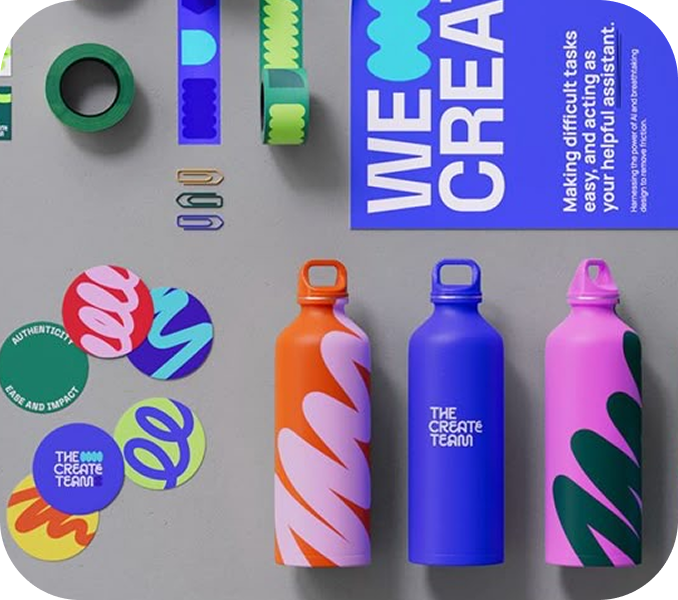 WE
CREAT
Making difficult tasks
easy, and acting as
your helpful assistant.
Harnessing the power of AI and breathtaking
design to remove friction.
AUTHENTICITY
EASE AND IMPACT
THE
CREATE
TEAM
THE
CREATE
TEAM